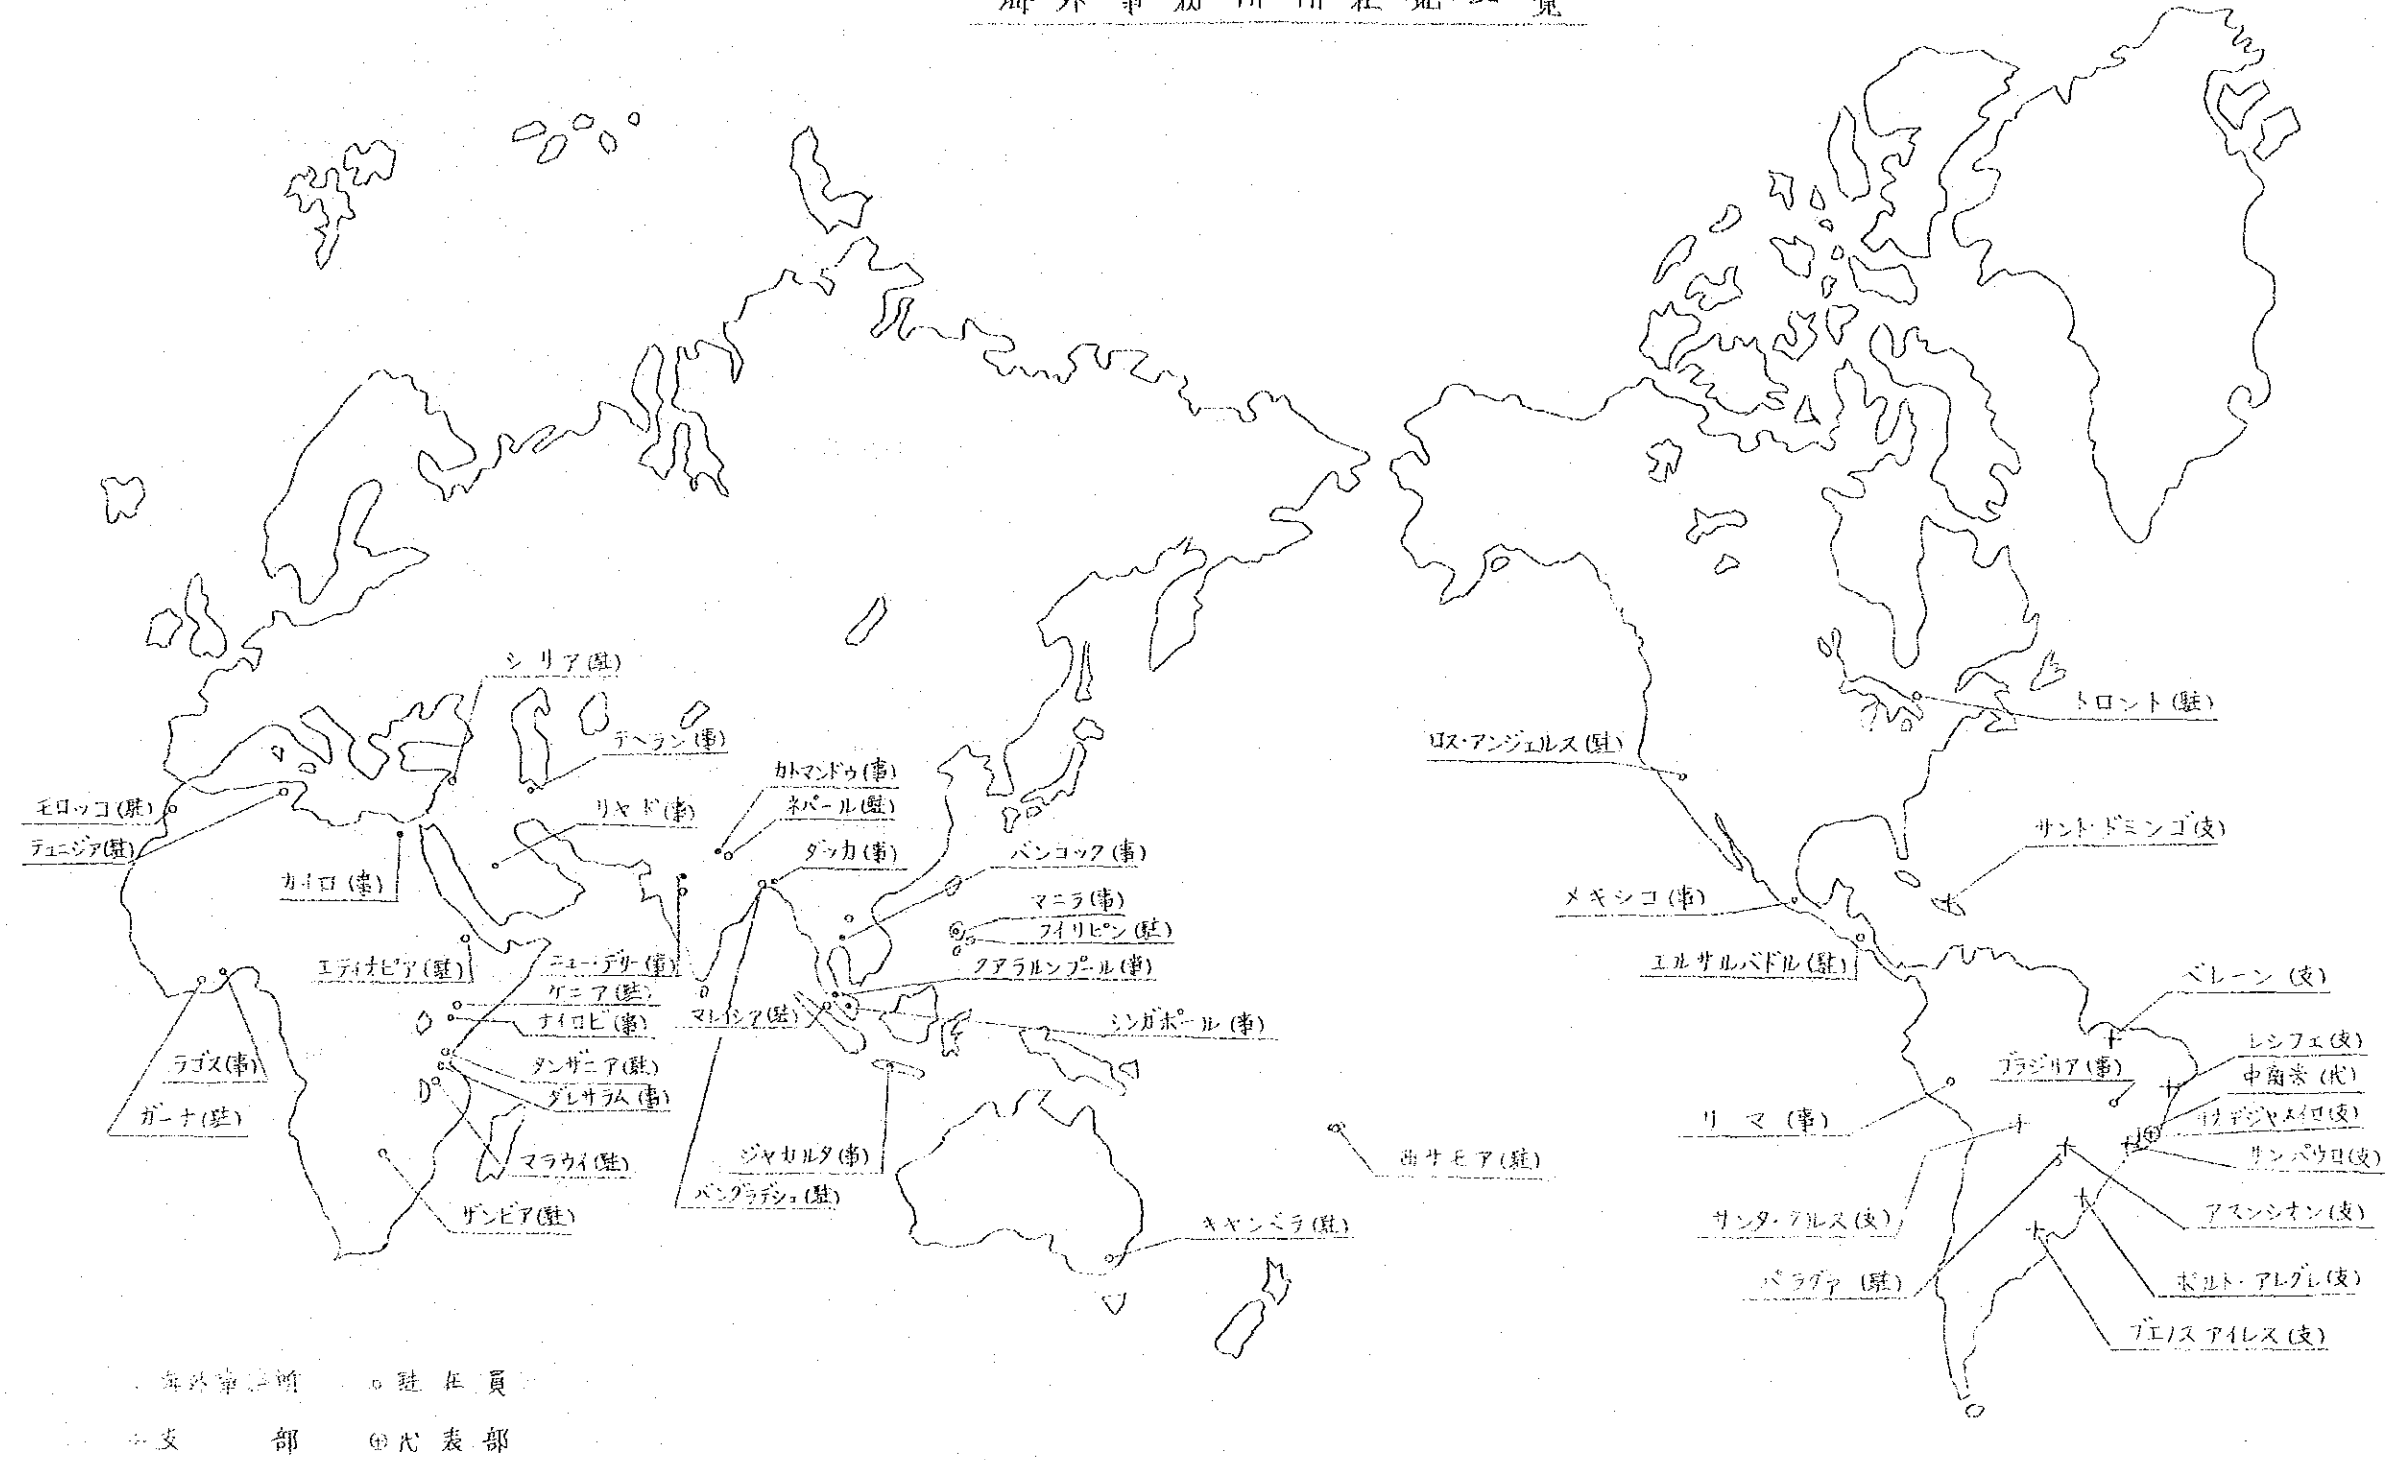 海外事務所所在地一覧
シリア(駐)
テヘラン(事)
カトマンドゥ(事)
ネパール(駐)
リヤド(事)
モロッコ(駐)
テュニジア(駐)
ダッカ(事)
バンコック(事)
カイロ(事)
マニラ(事)
フィリピン(駐)
エティオピア(駐)
ニュー・デリー(事)
クアラルンプール(事)
ケニア(駐)
ナイロビ(事)
マレイシア(駐)
シンガポール(事)
ラゴス(事)
タンザニア(駐)
ダレサラム(事)
ガーナ(駐)
マラウイ(駐)
ジャカルタ(事)
バングラデシュ(駐)
ザンビア(駐)
西サモア(駐)
キャンベラ(駐)
トロント(駐)
ロス・アンジェルス(駐)
サント・ドミンゴ(支)
メキシコ(事)
エルサルバドル(駐)
ベレーン(支)
レシフェ(支)
ブラジリア(事)
中南米(代)
リオデジャネイロ(支)
リマ(事)
サンパウロ(支)
サンタ・クルス(支)
アスンシオン(支)
パラグァ(駐)
ポルト・アレグレ(支)
ブエノスアイレス(支)
海外事務所 ○駐在員
+支部 ⊕代表部